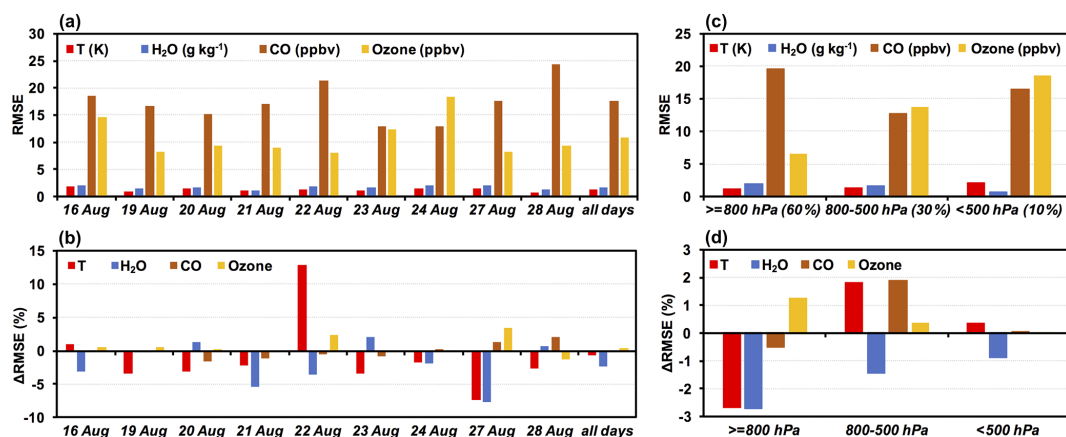 (a)
T (K) H₂O (g kg⁻¹) CO (ppbv) Ozone (ppbv)
RMSE
30
25
20
15
10
5
0
16 Aug 19 Aug 20 Aug 21 Aug 22 Aug 23 Aug 24 Aug 27 Aug 28 Aug all days
(b)
T H₂O CO Ozone
ΔRMSE (%)
15
10
5
0
-5
-10
16 Aug 19 Aug 20 Aug 21 Aug 22 Aug 23 Aug 24 Aug 27 Aug 28 Aug all days
(c)
T (K) H₂O (g kg⁻¹) CO (ppbv) Ozone (ppbv)
RMSE
25
20
15
10
5
0
>=800 hPa (60%) 800-500 hPa (30%) <500 hPa (10%)
(d)
T H₂O CO Ozone
ΔRMSE (%)
3
2
1
0
-1
-2
-3
>=800 hPa 800-500 hPa <500 hPa